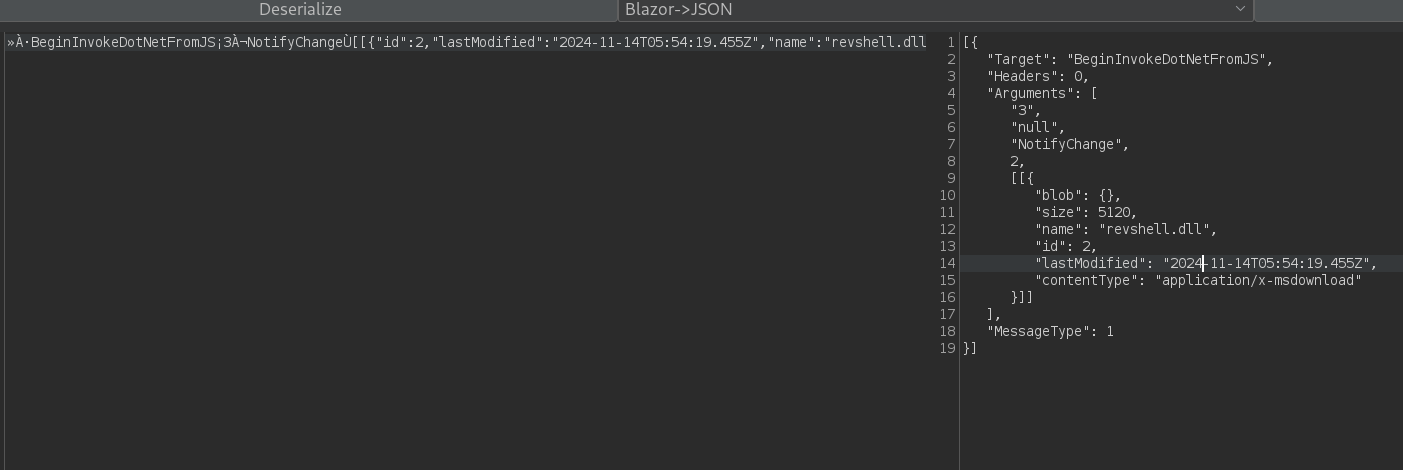 Deserialize
Blazor->JSON
»À·BeginInvokeDotNetFromJS¡3À¬NotifyChangeÙ[[{"id":2,"lastModified":"2024-11-14T05:54:19.455Z","name":"revshell.dll
1 [{
2 "Target": "BeginInvokeDotNetFromJS",
3 "Headers": 0,
4 "Arguments": [
5 "3",
6 "null",
7 "NotifyChange",
8 2,
9 [[{
10 "blob": {},
11 "size": 5120,
12 "name": "revshell.dll",
13 "id": 2,
14 "lastModified": "2024-11-14T05:54:19.455Z",
15 "contentType": "application/x-msdownload"
16 }]]
17 ],
18 "MessageType": 1
19 }]